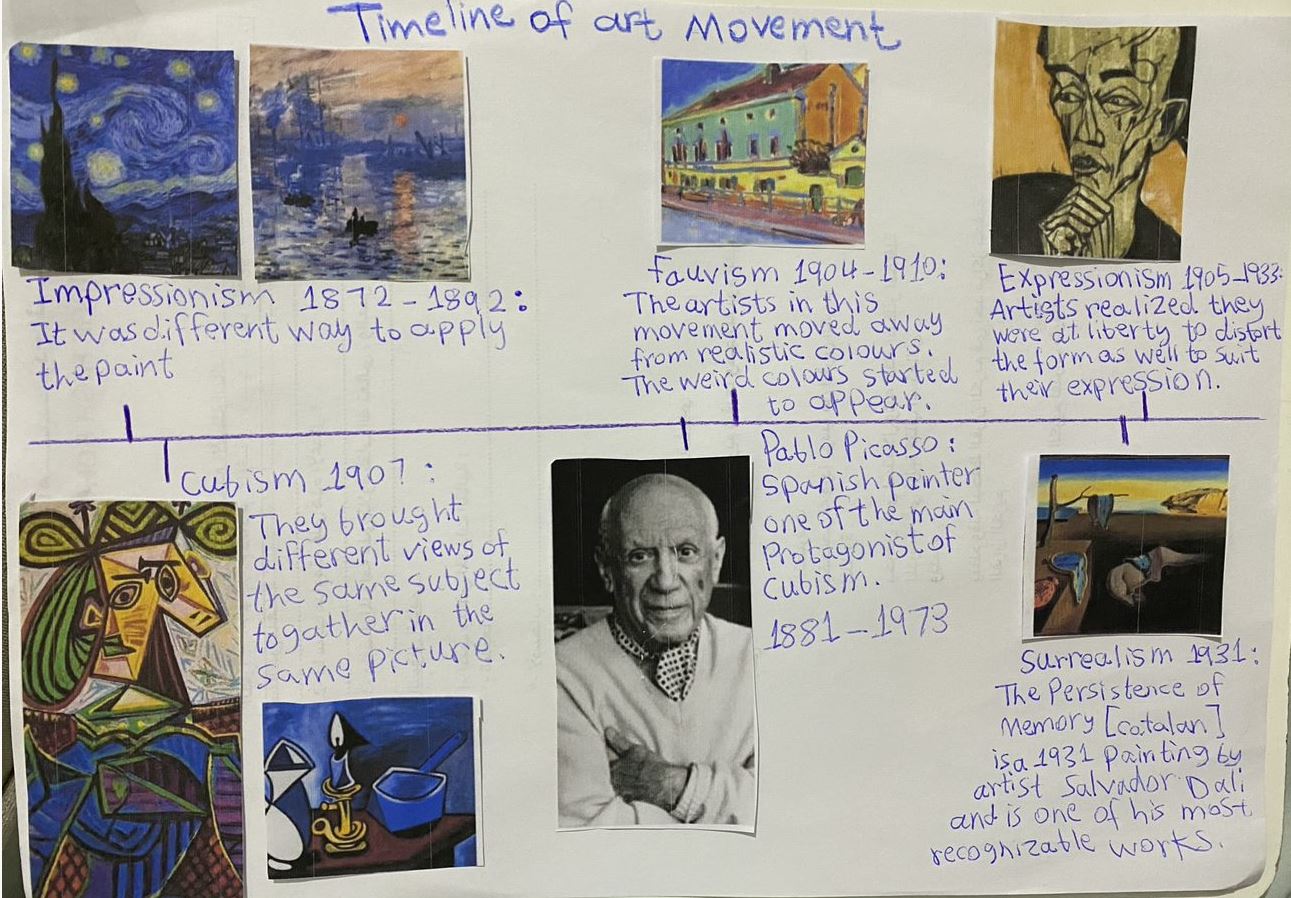 Timeline of art Movement
Impressionism 1872-1892:
It was different way to apply
the paint
fauvism 1904-1910:
The artists in this
movement moved away
from realistic colours.
The weird colours started
to appear.
Expressionism 1905-1933:
Artists realized they
were at liberty to distort
the form as well to suit
their expression.
Cubism 1907:
They brought
different views of
the same subject
togather in the
same picture.
Pablo Picasso:
Spanish painter
one of the main
Protagonist of
Cubism.
1881-1973
Surrealism 1931:
The Persistence of
Memory [catalan]
is a 1931 painting by
artist Salvador Dali
and is one of his most
recognizable works.